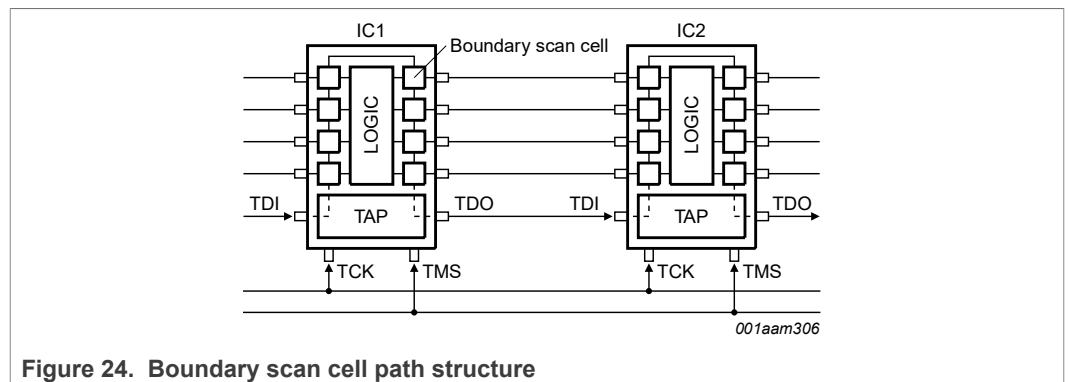 IC1
IC2
Boundary scan cell
LOGIC
LOGIC
TDI
TAP
TDO
TDI
TAP
TDO
TCK
TMS
TCK
TMS
001aam306
Figure 24. Boundary scan cell path structure